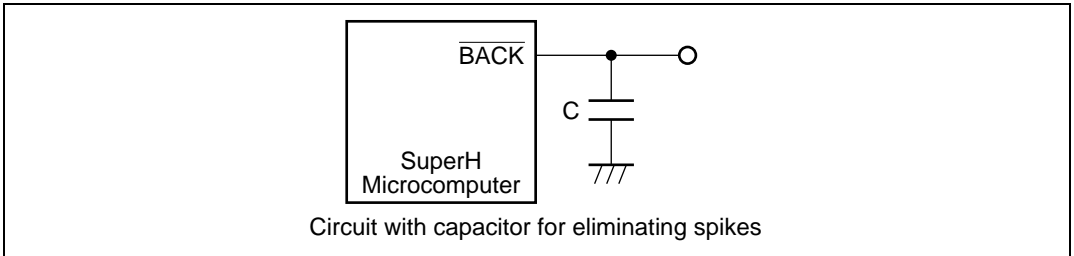 BACK
C
SuperH
Microcomputer
Circuit with capacitor for eliminating spikes